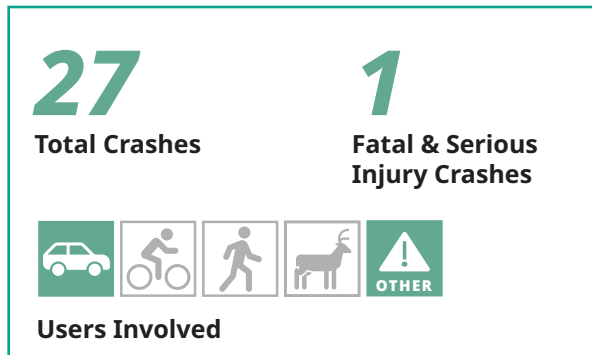 27
Total Crashes
1
Fatal & Serious
Injury Crashes
OTHER
Users Involved